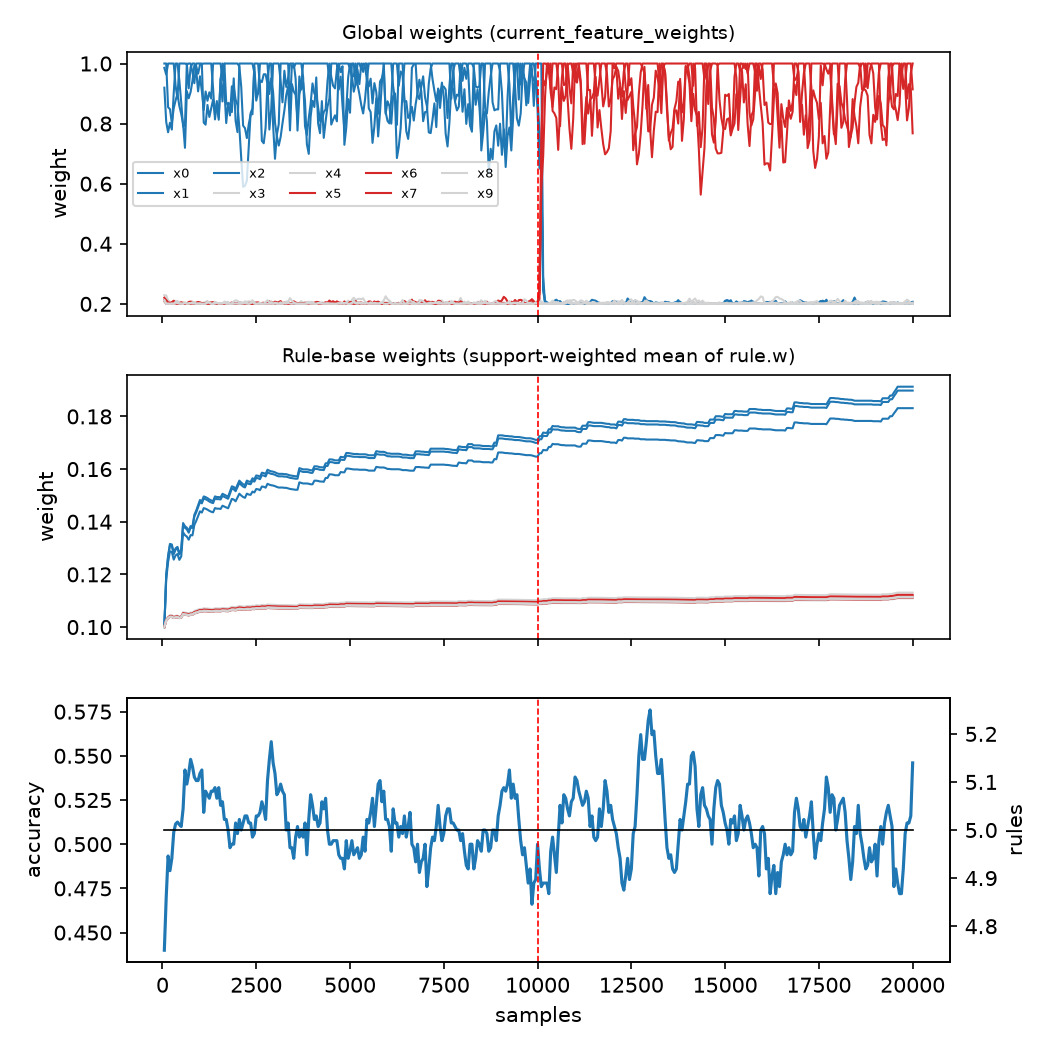 Global weights (current_feature_weights)
1.0
0.8
0.6
0.4
0.2
weight
x0 x2 x4 x6 x8
x1 x3 x5 x7 x9
Rule-base weights (support-weighted mean of rule.w)
0.18
0.16
0.14
0.12
0.10
weight
0.575
0.550
0.525
0.500
0.475
0.450
accuracy
5.2
5.1
5.0
4.9
4.8
rules
0 2500 5000 7500 10000 12500 15000 17500 20000
samples